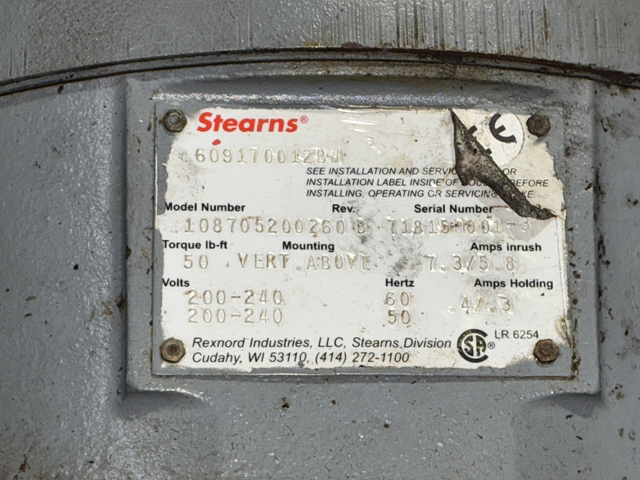 Stearns®
SEE INSTALLATION AND
INSTALLATION LABEL INSIDE OF BEFORE
INSTALLING, OPERATING OR SERVICING
Model Number Rev. Serial Number
108705200260 B
Torque lb-ft Mounting Amps inrush
50 VERT.ABOVE 7.3/5.8
Volts Hertz Amps Holding
200-240 60
200-240 50
Rexnord Industries, LLC, Stearns Division
Cudahy, WI 53110, (414) 272-1100
SA® LR 6254